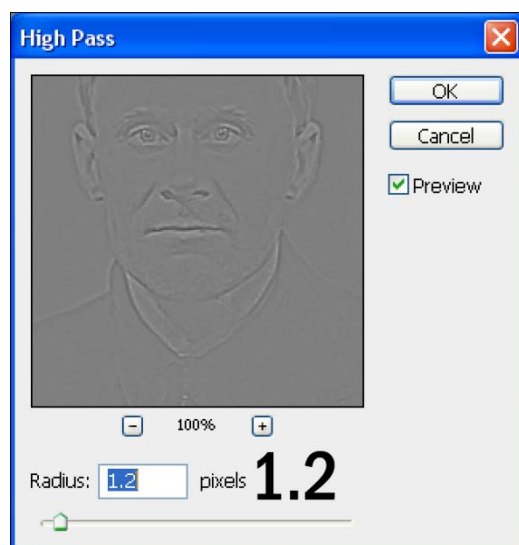 High Pass
OK
Cancel
Preview
100%
Radius: 1.2 pixels 1.2